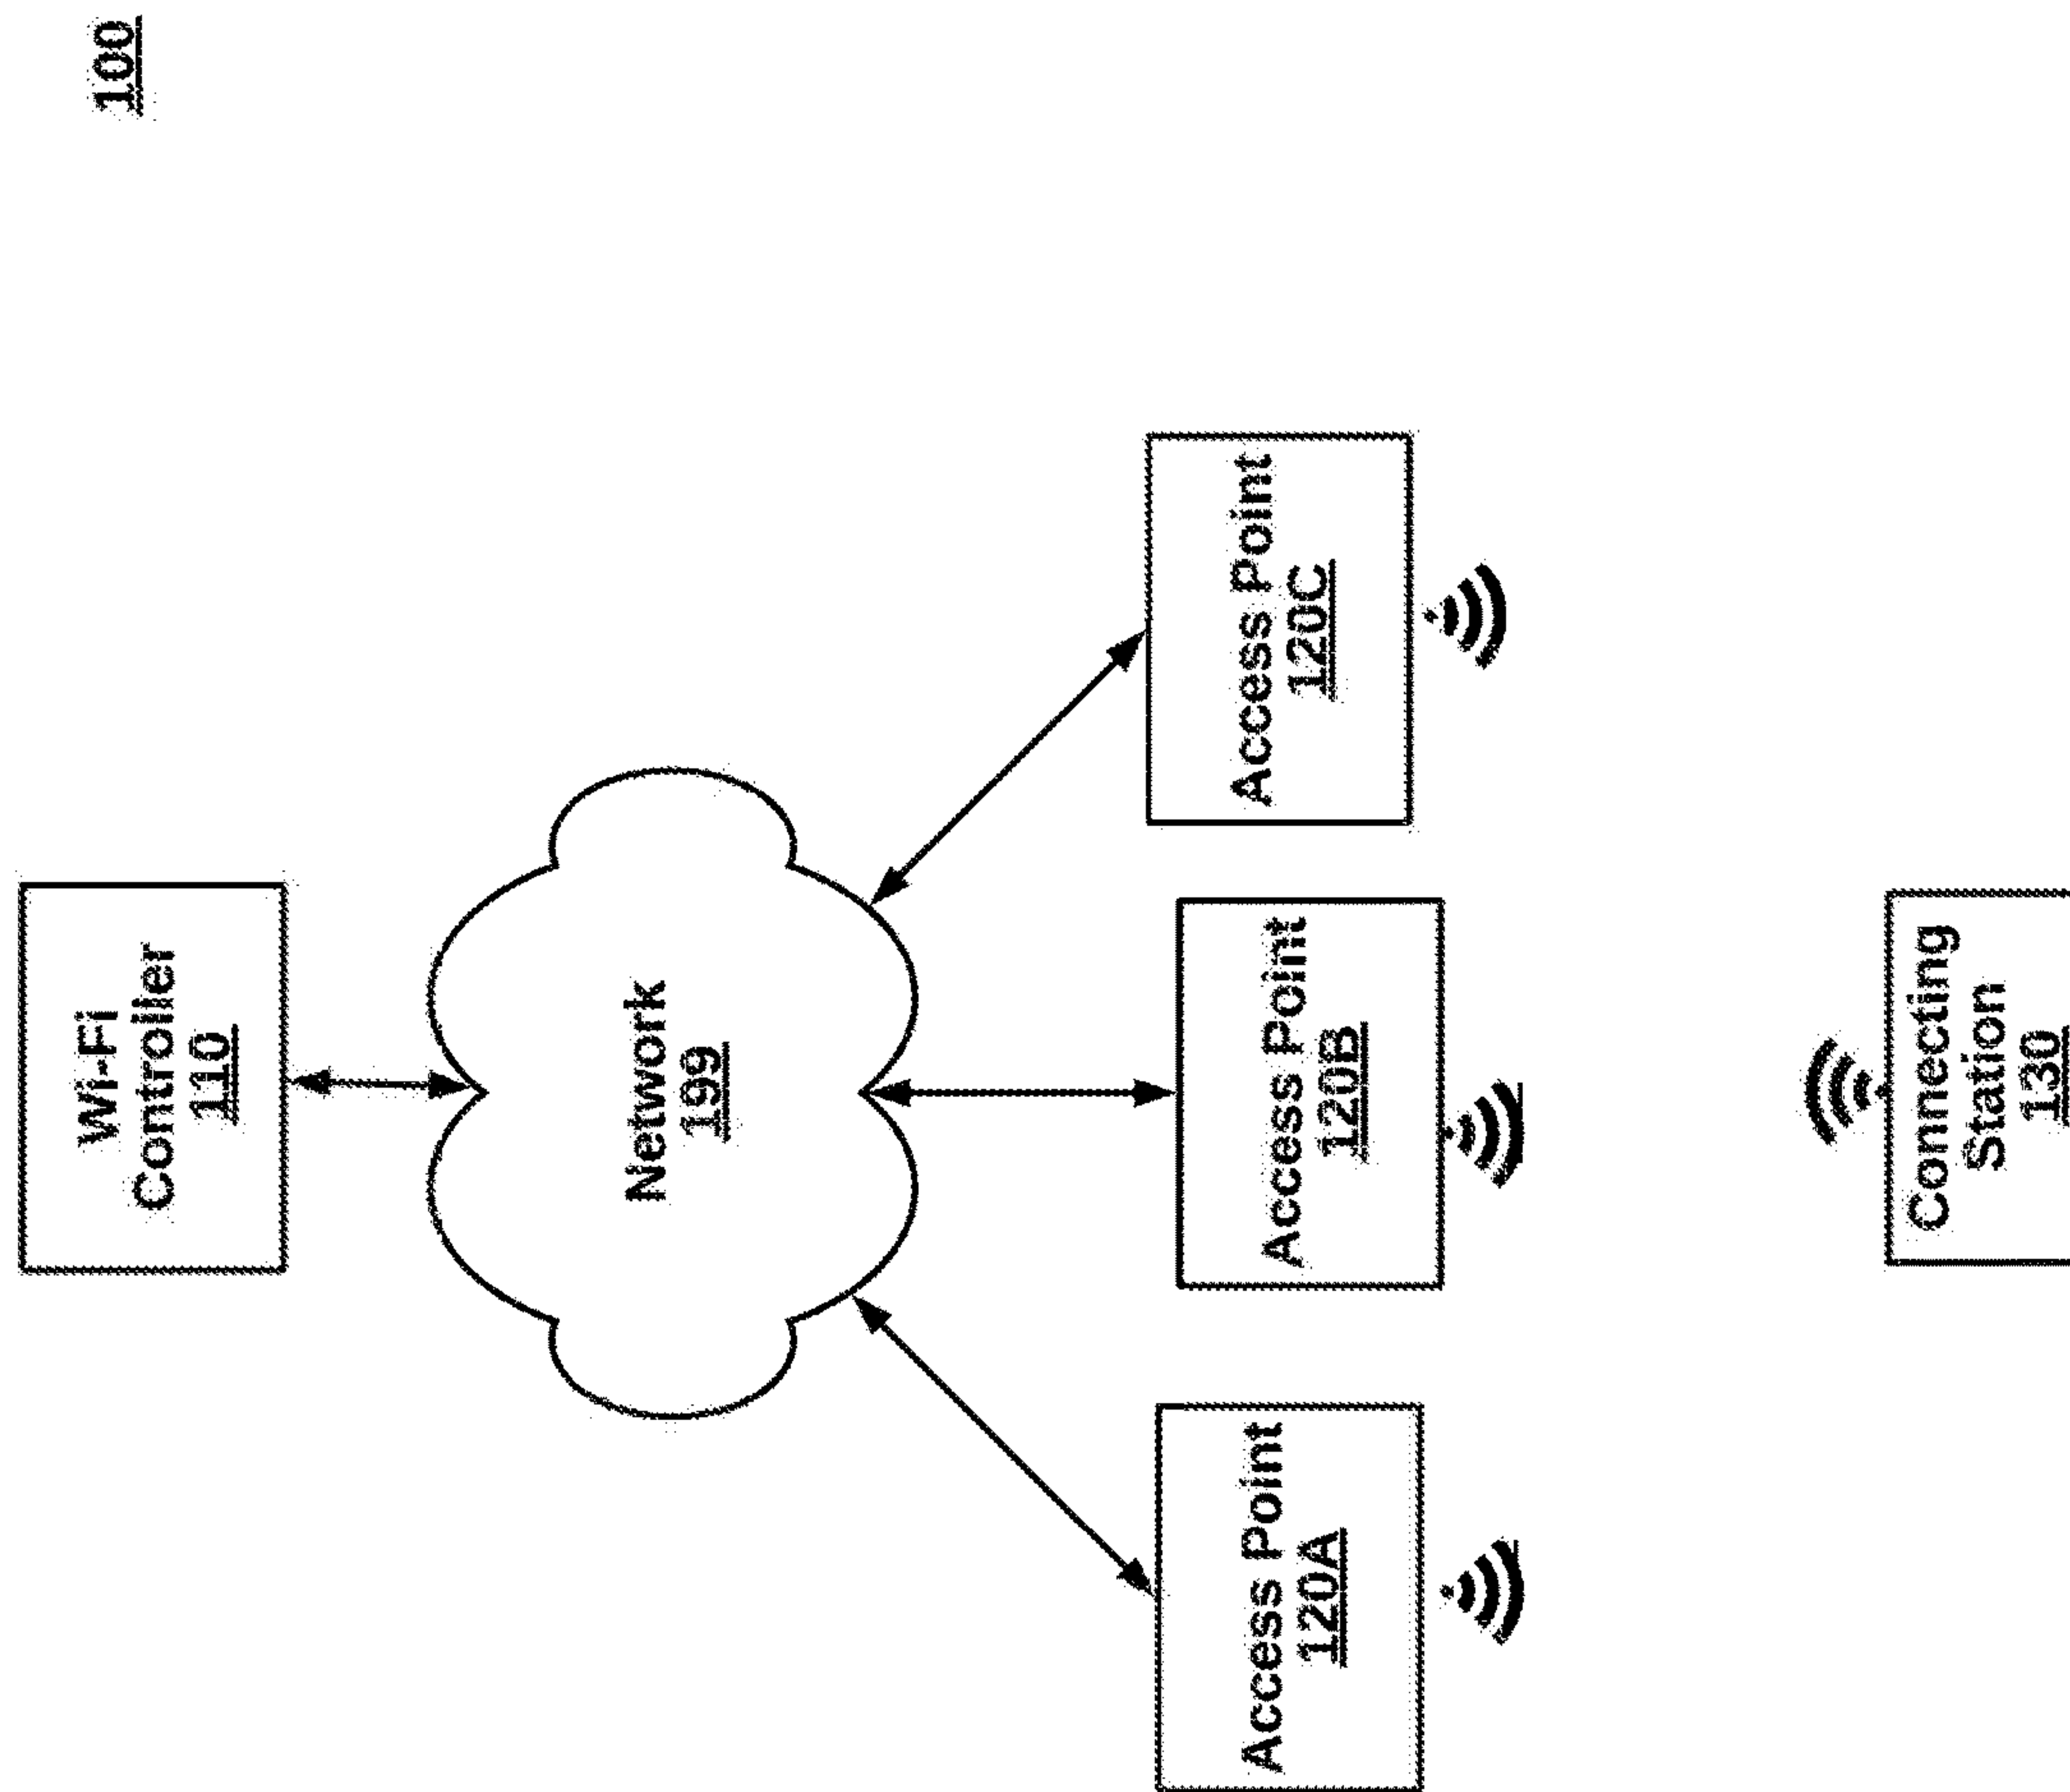 100
Wi-Fi
Controller
110
Network
199
Access Point
120A
Access Point
120B
Access Point
120C
Connecting
Station
130